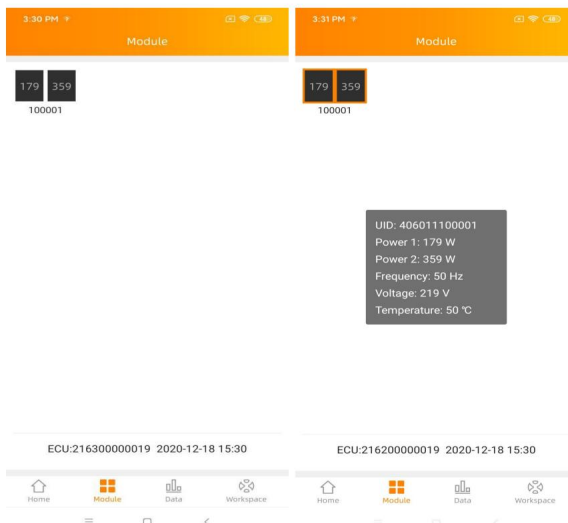 3:30 PM
48
Module
179 359
100001
ECU:216300000019 2020-12-18 15:30
Home Module Data Workspace
3:31 PM
48
Module
179 359
100001
UID: 406011100001
Power 1: 179 W
Power 2: 359 W
Frequency: 50 Hz
Voltage: 219 V
Temperature: 50 ℃
ECU:216200000019 2020-12-18 15:30
Home Module Data Workspace